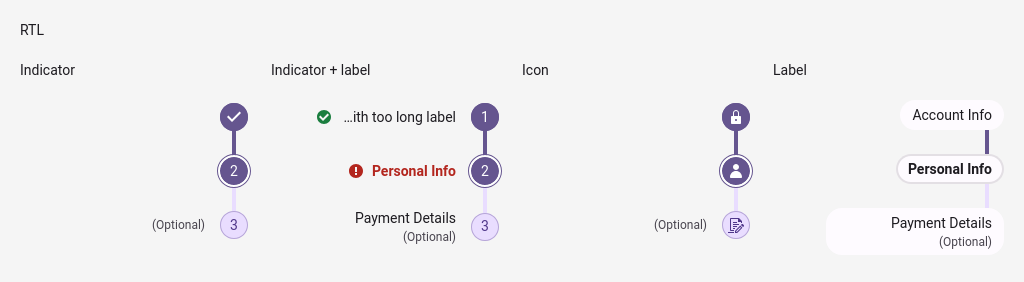 RTL
Indicator
Indicator + label
Icon
Label
2
(Optional)
3
…ith too long label
1
Personal Info
2
Payment Details
(Optional)
3
(Optional)
Account Info
Personal Info
Payment Details
(Optional)